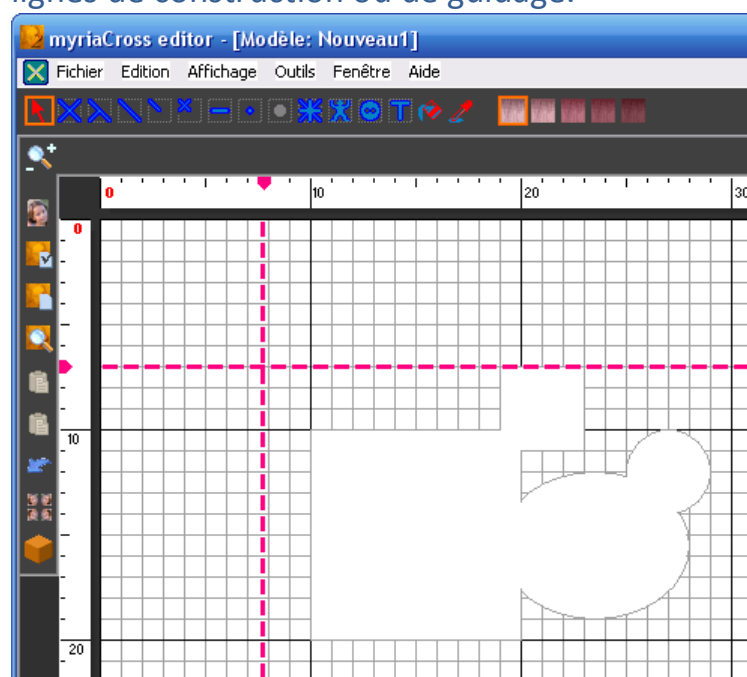 lignes de construction ou de guidage.
myriaCross editor - [Modèle: Nouveau1]
Fichier Edition Affichage Outils Fenêtre Aide
0 10 20 30
0
10
20